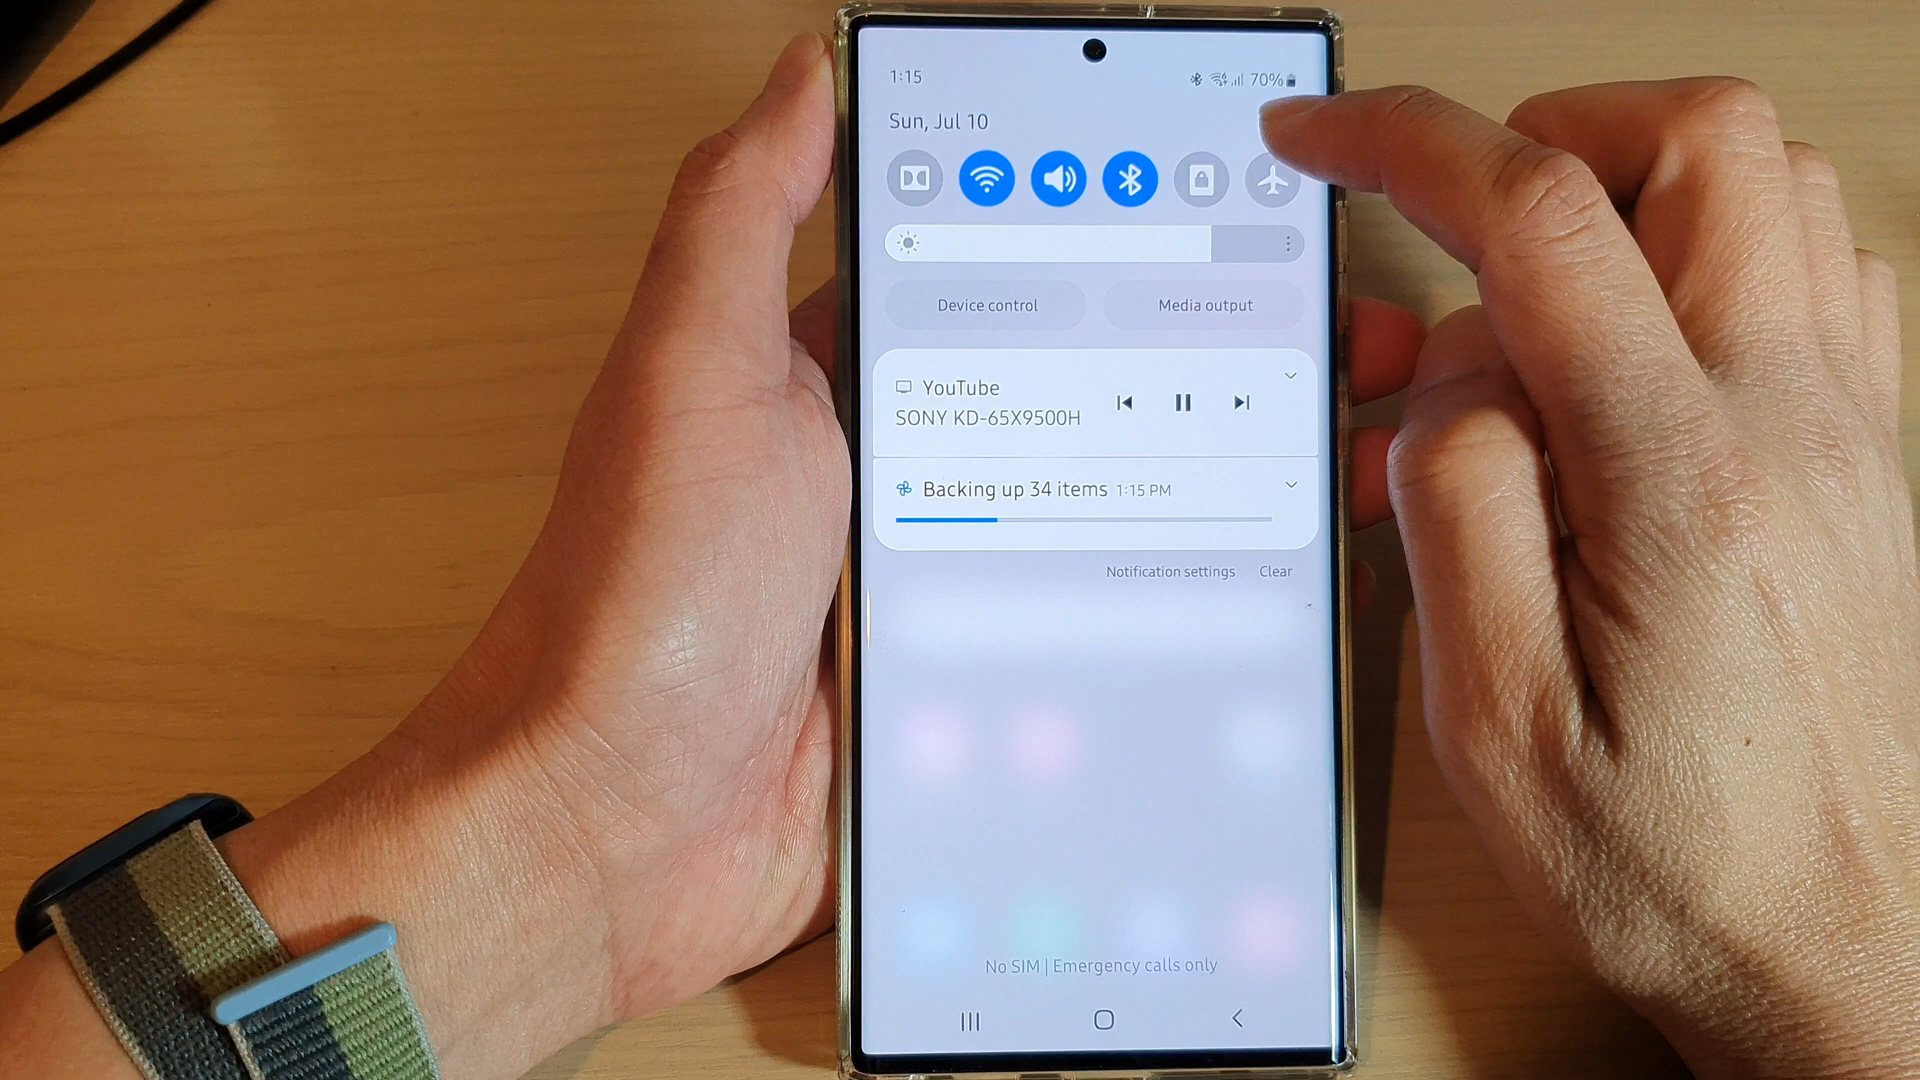 1:15
70%
Sun, Jul 10
Device control
Media output
YouTube
SONY KD-65X9500H
Backing up 34 items 1:15 PM
Notification settings
Clear
No SIM | Emergency calls only